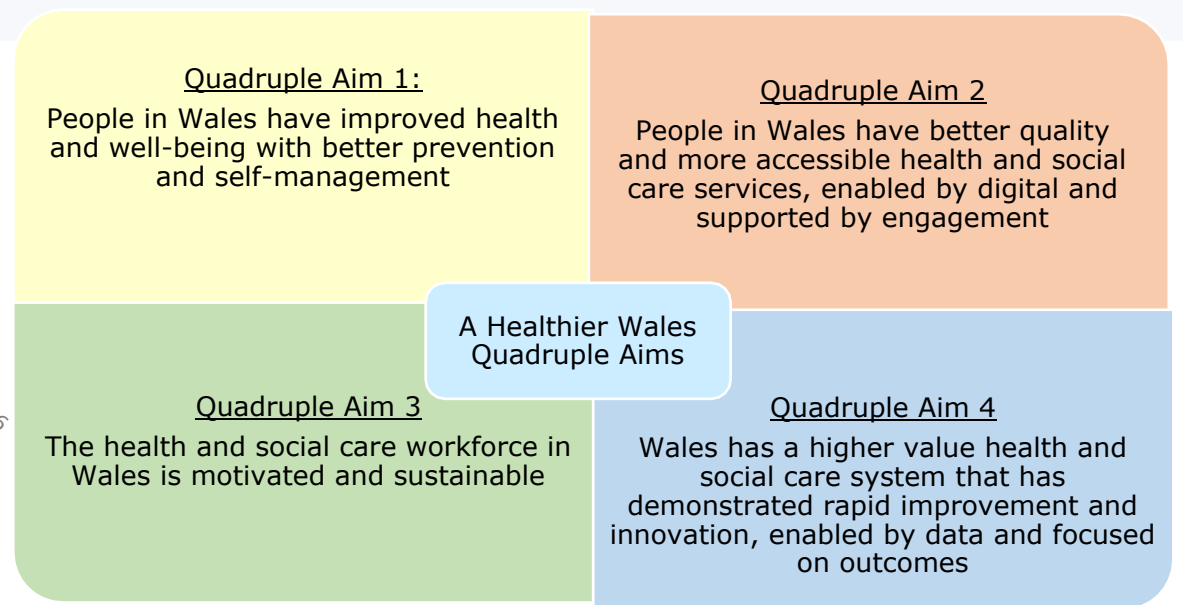 Quadruple Aim 1:
People in Wales have improved health
and well-being with better prevention
and self-management
Quadruple Aim 2
People in Wales have better quality
and more accessible health and social
care services, enabled by digital and
supported by engagement
A Healthier Wales
Quadruple Aims
Quadruple Aim 3
The health and social care workforce in
Wales is motivated and sustainable
Quadruple Aim 4
Wales has a higher value health and
social care system that has
demonstrated rapid improvement and
innovation, enabled by data and focused
on outcomes